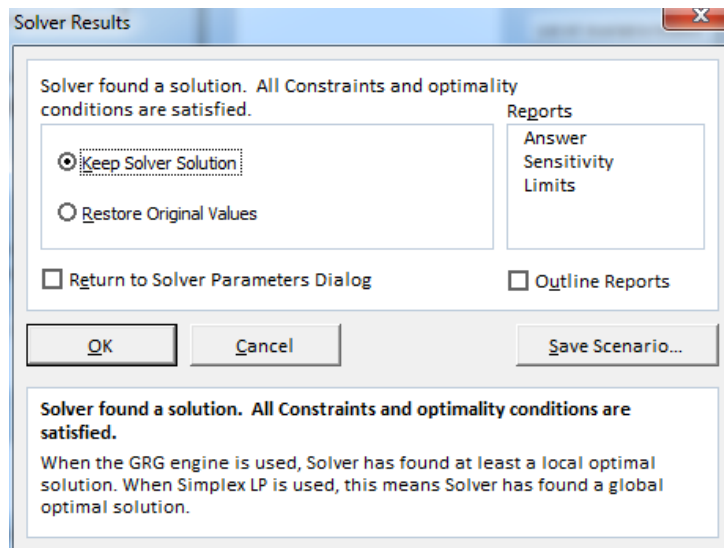 Solver Results
X
Solver found a solution. All Constraints and optimality
conditions are satisfied.
Reports
Keep Solver Solution
Restore Original Values
Answer
Sensitivity
Limits
Return to Solver Parameters Dialog
Outline Reports
OK
Cancel
Save Scenario...
Solver found a solution. All Constraints and optimality conditions are
satisfied.
When the GRG engine is used, Solver has found at least a local optimal
solution. When Simplex LP is used, this means Solver has found a global
optimal solution.